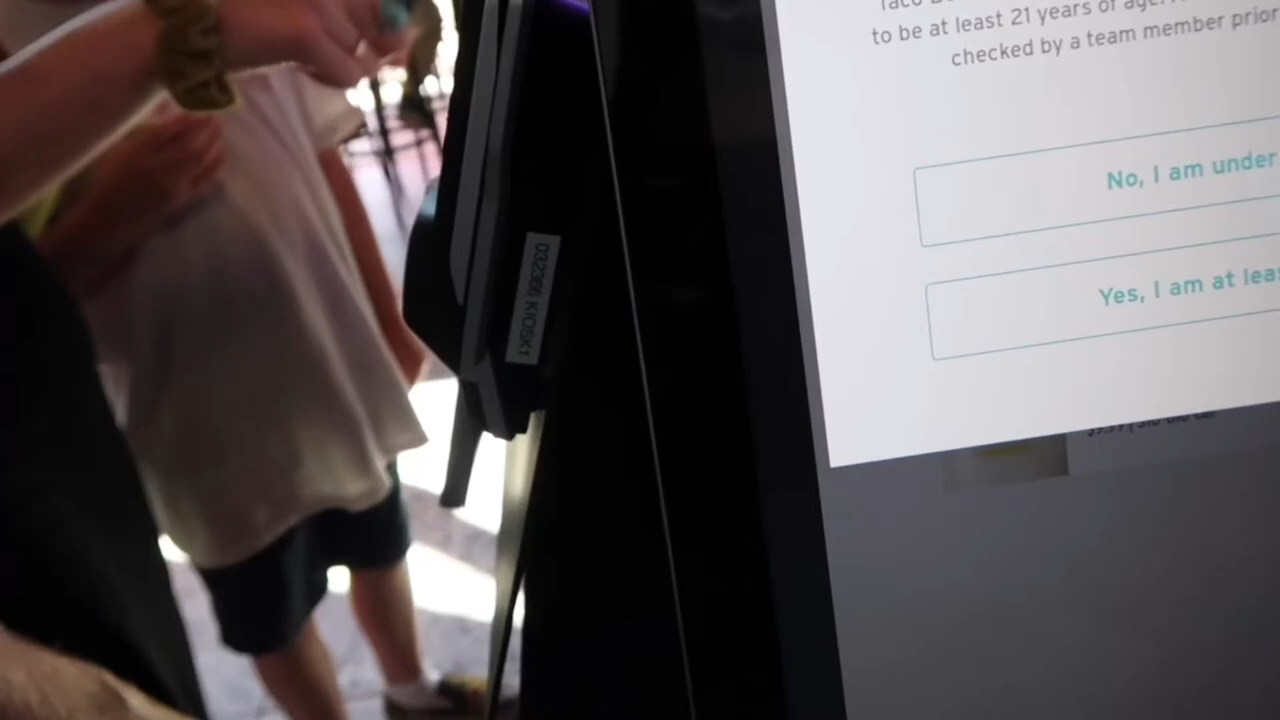 Taco
to be at least 21 years of age.
checked by a team member prior
No, I am under
Yes, I am at leas
032366 KIOSK1